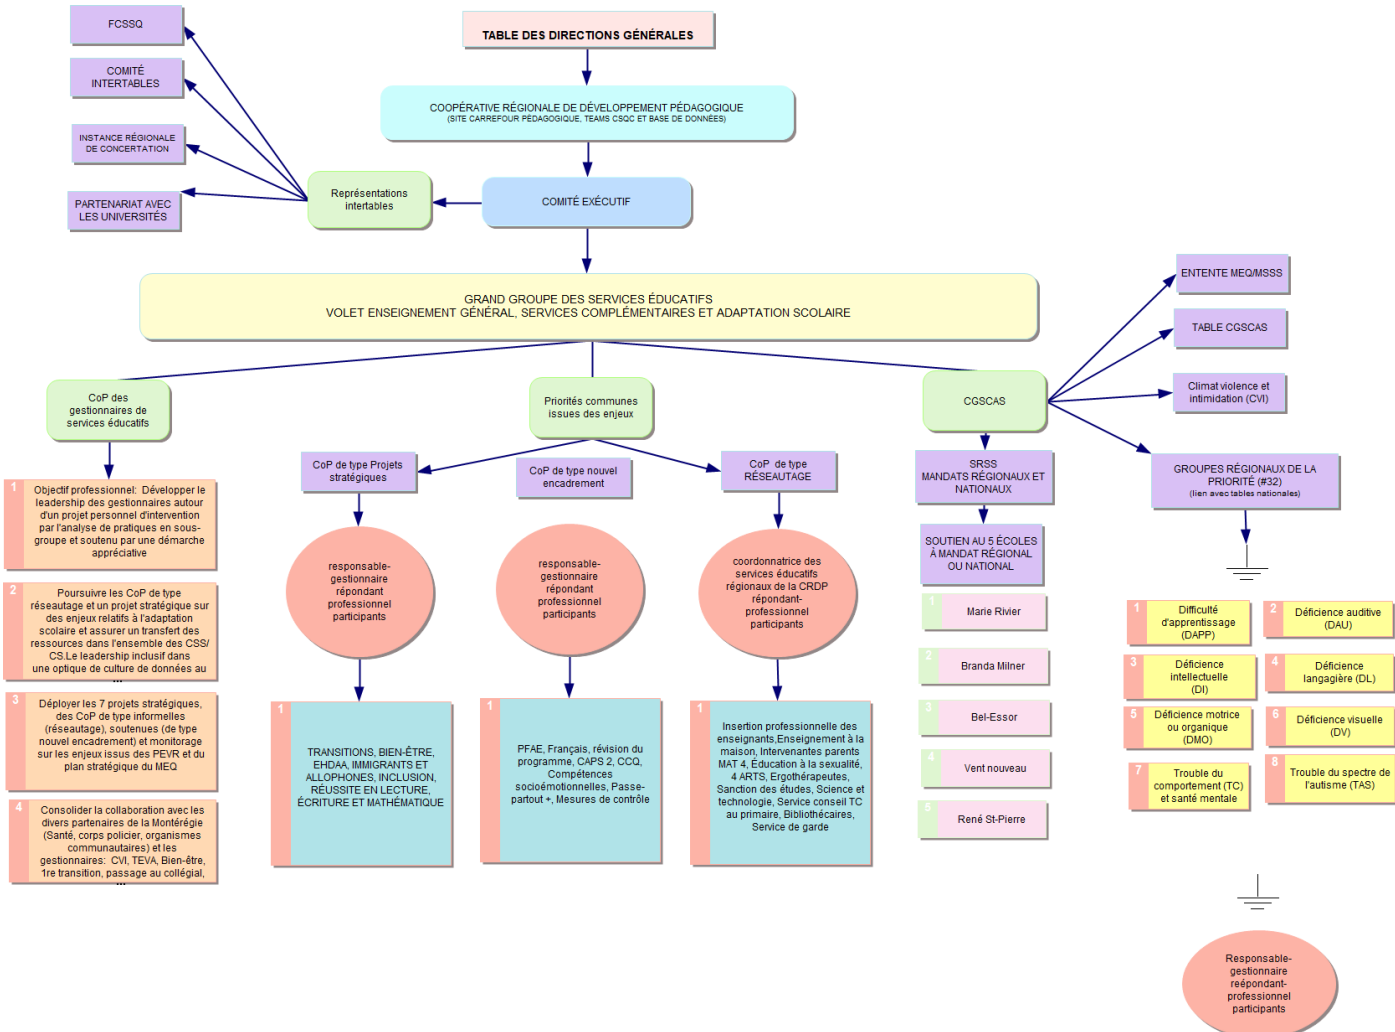 FCSSQ
COMITÉ
INTERTABLES
INSTANCE RÉGIONALE
DE CONCERTATION
PARTENARIAT AVEC
LES UNIVERSITÉS
Représentations
intertables
TABLE DES DIRECTIONS GÉNÉRALES
COOPÉRATIVE RÉGIONALE DE DÉVELOPPEMENT PÉDAGOGIQUE
(SITE CARREFOUR PÉDAGOGIQUE, TEAMS CSQC ET BASE DE DONNÉES)
COMITÉ EXÉCUTIF
GRAND GROUPE DES SERVICES ÉDUCATIFS
VOLET ENSEIGNEMENT GÉNÉRAL, SERVICES COMPLÉMENTAIRES ET ADAPTATION SCOLAIRE
CoP des
gestionnaires de
services éducatifs
1
Objectif professionnel: Développer le
leadership des gestionnaires autour
d'un projet personnel d'intervention
par l'analyse de pratiques en sous-
groupe et soutenu par une démarche
appréciative
2
Poursuivre les CoP de type
réseautage et un projet stratégique sur
des enjeux relatifs à l'adaptation
scolaire et assurer un transfert des
ressources dans l'ensemble des CSS/
CS.Le leadership inclusif dans
une optique de culture de données au
...
3
Déployer les 7 projets stratégiques,
des CoP de type informelles
(réseautage), soutenues (de type
nouvel encadrement) et monitorage
sur les enjeux issus des PEVR et du
plan stratégique du MEQ
4
Consolider la collaboration avec les
divers partenaires de la Montérégie
(Santé, corps policier, organismes
communautaires) et les
gestionnaires: CVI, TEVA, Bien-être,
1re transition, passage au collégial,
...
Priorités communes
issues des enjeux
CoP de type Projets
stratégiques
responsable-
gestionnaire
répondant
professionnel
participants
1
TRANSITIONS, BIEN-ÊTRE,
EHDAA, IMMIGRANTS ET
ALLOPHONES, INCLUSION,
RÉUSSITE EN LECTURE,
ÉCRITURE ET MATHÉMATIQUE
CoP de type nouvel
encadrement
responsable-
gestionnaire
répondant
professionnel
participants
1
PFAE, Français, révision du
programme, CAPS 2, CCQ,
Compétences
socioémotionnelles, Passe-
partout +, Mesures de contrôle
CoP de type
RÉSEAUTAGE
coordonnatrice des
services éducatifs
régionaux de la CRDP
répondant-
professionnel
participants
1
Insertion professionnelle des
enseignants,Enseignement à la
maison, Intervenantes parents
MAT 4, Éducation à la sexualité,
4 ARTS, Ergothérapeutes,
Sanction des études, Science et
technologie, Service conseil TC
au primaire, Bibliothécaires,
Service de garde
CGSCAS
SRSS
MANDATS RÉGIONAUX ET
NATIONAUX
SOUTIEN AU 5 ÉCOLES
À MANDAT RÉGIONAL
OU NATIONAL
1
Marie Rivier
2
Branda Milner
3
Bel-Essor
4
Vent nouveau
5
René St-Pierre
ENTENTE MEQ/MSSS
TABLE CGSCAS
Climat violence et
intimidation (CVI)
GROUPES RÉGIONAUX DE LA
PRIORITÉ (#32)
(lien avec tables nationales)
1
Difficulté
d'apprentissage
(DAPP)
2
Déficience auditive
(DAU)
3
Déficience
intellectuelle
(DI)
4
Déficience
langagière (DL)
5
Déficience motrice
ou organique
(DMO)
6
Déficience visuelle
(DV)
7
Trouble du
comportement (TC)
et santé mentale
8
Trouble du spectre de
l'autisme (TAS)
Responsable-
gestionnaire
reépondant-
professionnel
participants